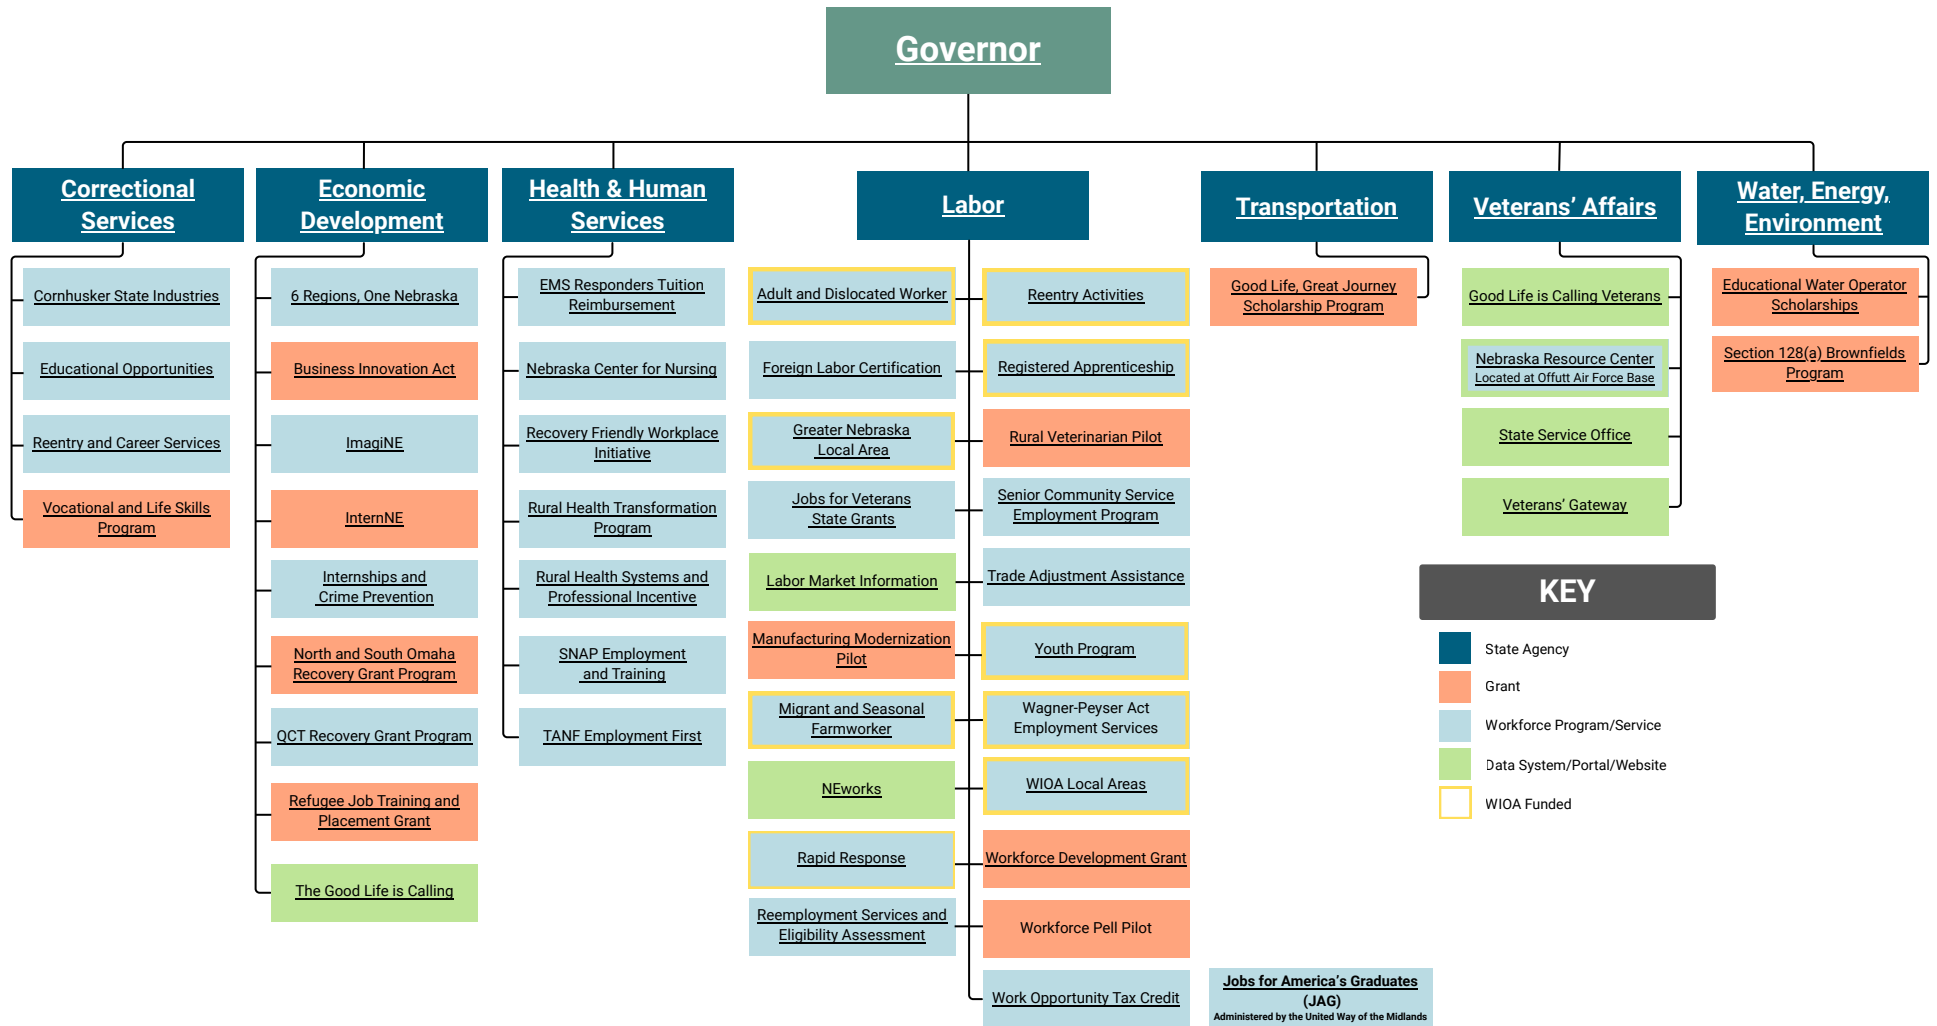 Governor
Correctional
Services
Economic
Development
Health & Human
Services
Labor
Transportation
Veterans’ Affairs
Water, Energy,
Environment
Cornhusker State Industries
Educational Opportunities
Reentry and Career Services
Vocational and Life Skills
Program
6 Regions, One Nebraska
Business Innovation Act
ImagiNE
InternNE
Internships and
Crime Prevention
North and South Omaha
Recovery Grant Program
QCT Recovery Grant Program
Refugee Job Training and
Placement Grant
The Good Life is Calling
EMS Responders Tuition
Reimbursement
Nebraska Center for Nursing
Recovery Friendly Workplace
Initiative
Rural Health Transformation
Program
Rural Health Systems and
Professional Incentive
SNAP Employment
and Training
TANF Employment First
Adult and Dislocated Worker
Foreign Labor Certification
Greater Nebraska
Local Area
Jobs for Veterans
State Grants
Labor Market Information
Manufacturing Modernization
Pilot
Migrant and Seasonal
Farmworker
NEworks
Rapid Response
Reemployment Services and
Eligibility Assessment
Reentry Activities
Registered Apprenticeship
Rural Veterinarian Pilot
Senior Community Service
Employment Program
Trade Adjustment Assistance
Youth Program
Wagner-Peyser Act
Employment Services
WIOA Local Areas
Workforce Development Grant
Workforce Pell Pilot
Work Opportunity Tax Credit
Good Life, Great Journey
Scholarship Program
Good Life is Calling Veterans
Nebraska Resource Center
Located at Offutt Air Force Base
State Service Office
Veterans’ Gateway
Educational Water Operator
Scholarships
Section 128(a) Brownfields
Program
KEY
State Agency
Grant
Workforce Program/Service
Data System/Portal/Website
WIOA Funded
Jobs for America’s Graduates
(JAG)
Administered by the United Way of the Midlands